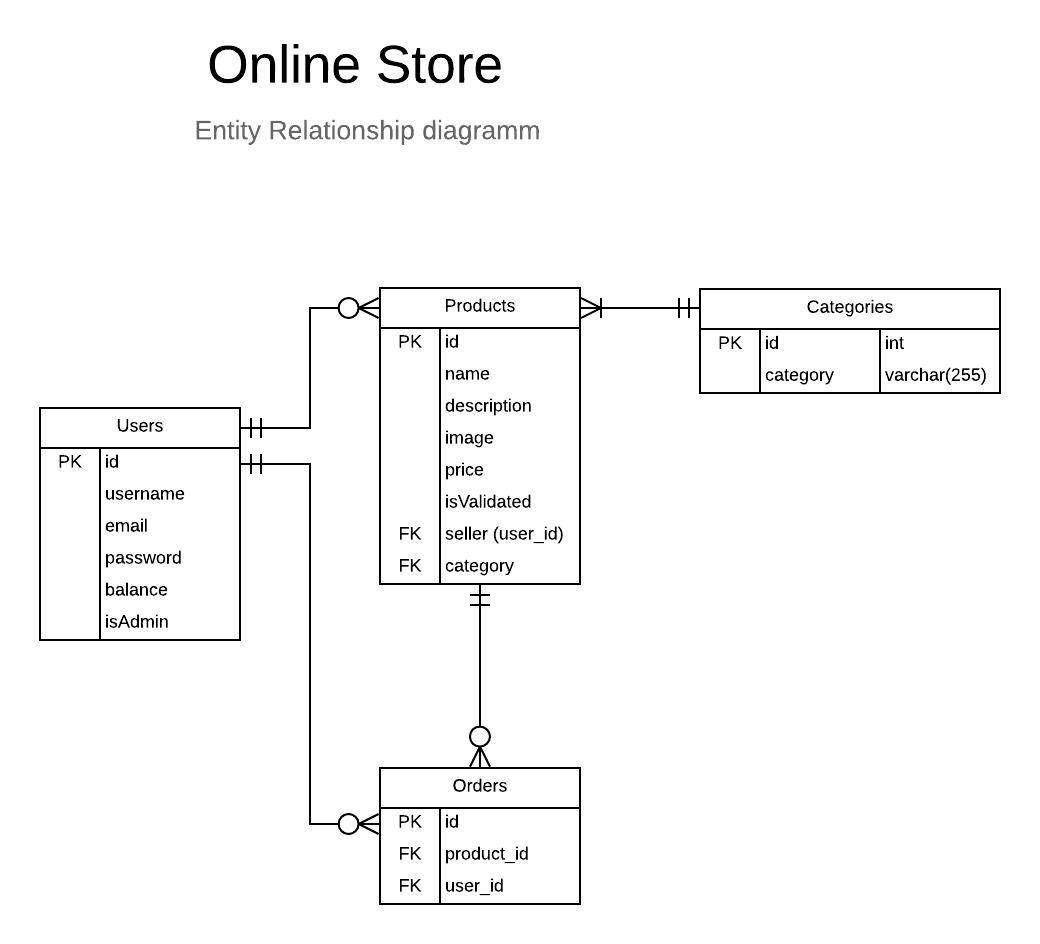 Online Store
Entity Relationship diagramm
Products
PK id
name
description
image
price
isValidated
FK seller (user_id)
FK category
Categories
PK id int
category varchar(255)
Users
PK id
username
email
password
balance
isAdmin
Orders
PK id
FK product_id
FK user_id